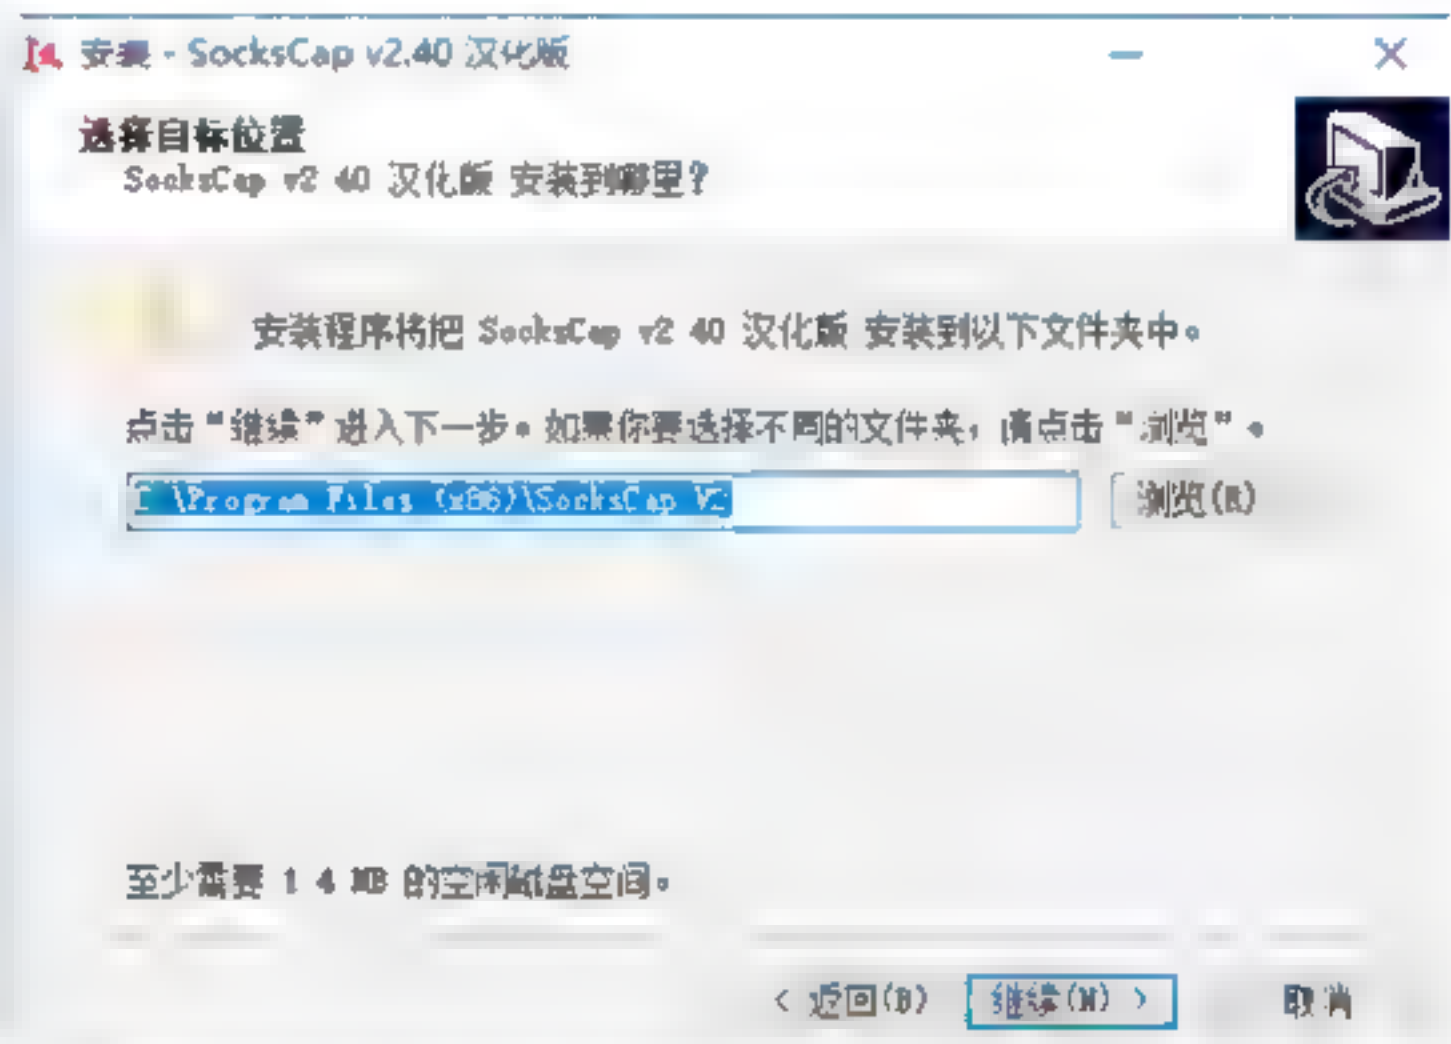 安装 - SocksCap v2.40 汉化版
选择目标位置
SocksCap v2.40 汉化版 安装到哪里?
安装程序将把 SocksCap v2.40 汉化版 安装到以下文件夹中。
点击“继续”进入下一步。如果你要选择不同的文件夹，请点击“浏览”。
\Program Files (x86)\SocksCap V2
浏览(R)
至少需要 1.4 MB 的空闲磁盘空间。
< 返回(B)
继续(N) >
取消